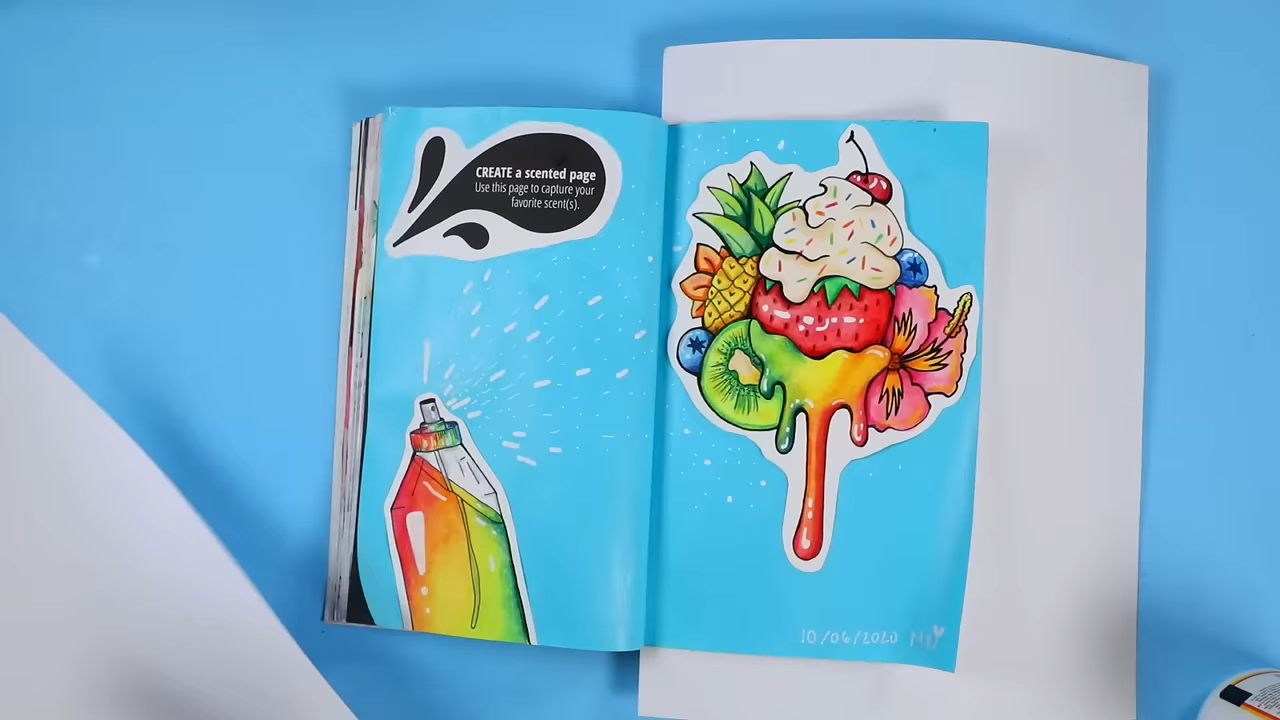 CREATE a scented page
Use this page to capture your
favorite scent(s).
10/06/2020